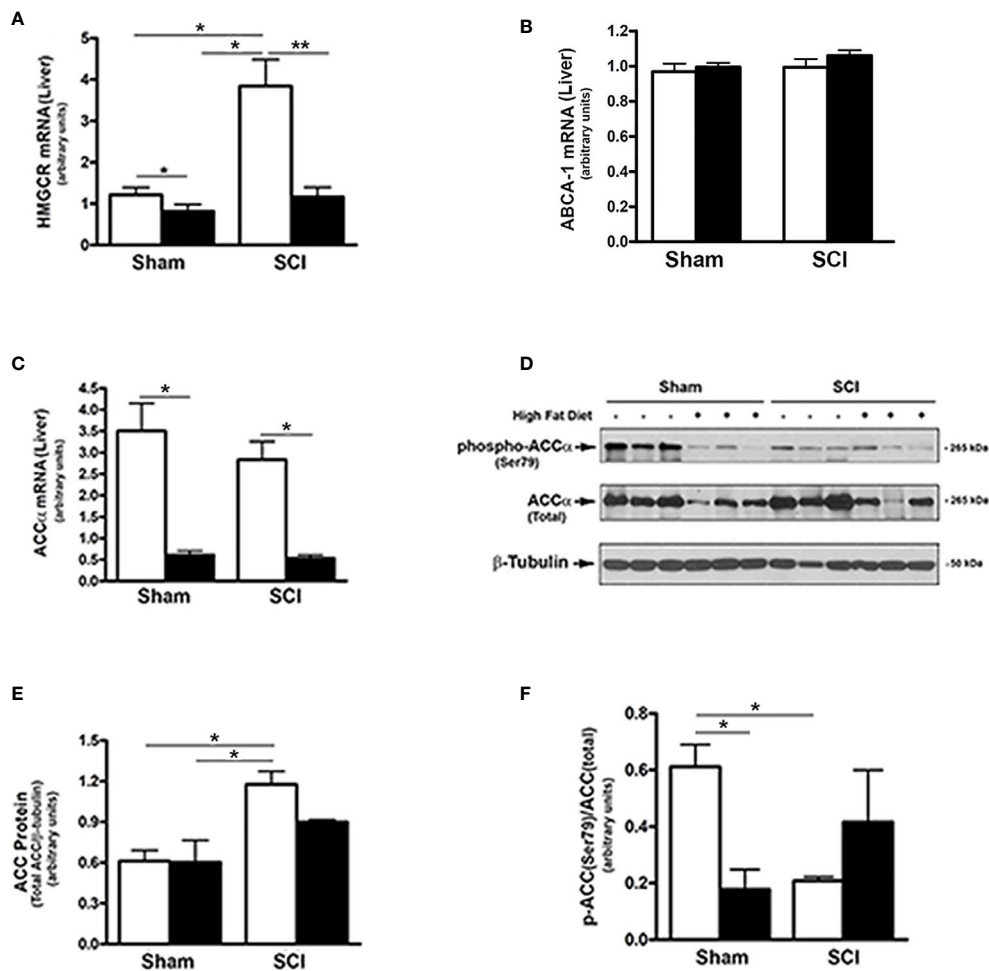 A
HMGCR mRNA (Liver)
(arbitrary units)
5
4
3
2
1
0
*
*
**
*
Sham SCI
B
ABCA-1 mRNA (Liver)
(arbitrary units)
1.2
1.0
0.8
0.6
0.4
0.2
0.0
Sham SCI
C
ACCα mRNA (Liver)
(arbitrary units)
4.5
4.0
3.5
3.0
2.5
2.0
1.5
1.0
0.5
0.0
*
*
Sham SCI
D
Sham SCI
High Fat Diet - - - + + + - - - + + +
phospho-ACCα
(Ser79)
- 265 kDa
ACCα
(Total)
- 265 kDa
β-Tubulin
- 50 kDa
E
ACC Protein
(Total ACC/β-tubulin)
(arbitrary units)
1.5
1.2
0.9
0.6
0.3
0.0
*
*
Sham SCI
F
p-ACC(Ser79)/ACC(total)
(arbitrary units)
0.8
0.6
0.4
0.2
0.0
*
*
Sham SCI